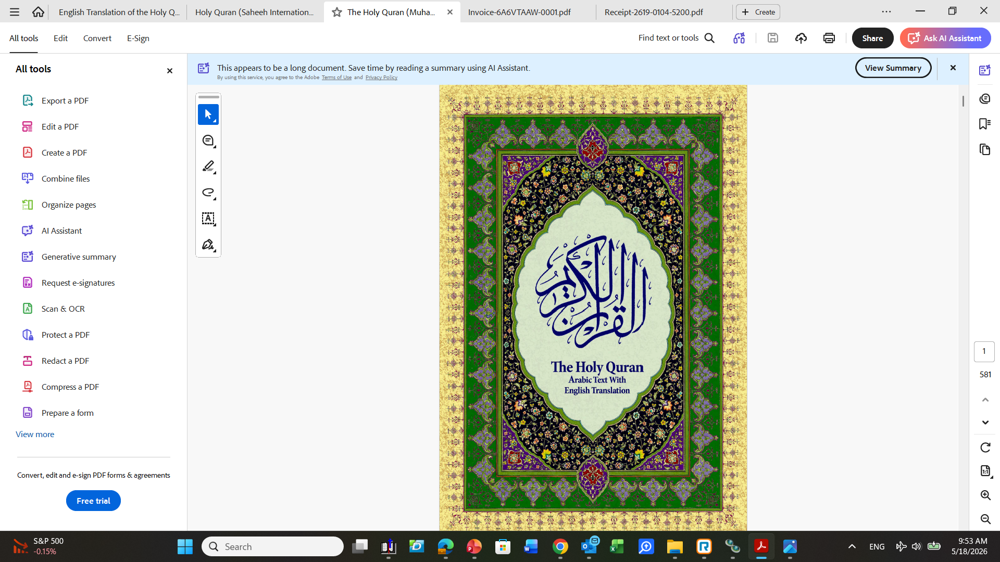 English Translation of the Holy Q...
Holy Quran (Saheeh Internation...
The Holy Quran (Muha...
Invoice-6A6VTAAW-0001.pdf
Receipt-2619-0104-5200.pdf
Create
All tools
Edit
Convert
E-Sign
Find text or tools
Share
Ask AI Assistant
All tools
This appears to be a long document. Save time by reading a summary using AI Assistant.
By using this service, you agree to the Adobe Terms of Use and Privacy Policy
View Summary
Export a PDF
Edit a PDF
Create a PDF
Combine files
Organize pages
AI Assistant
Generative summary
Request e-signatures
Scan & OCR
Protect a PDF
Redact a PDF
Compress a PDF
Prepare a form
View more
Convert, edit and e-sign PDF forms & agreements
Free trial
القرآن الكريم
The Holy Quran
Arabic Text With
English Translation
1
581
S&P 500
-0.15%
Search
ENG
9:53 AM
5/18/2026